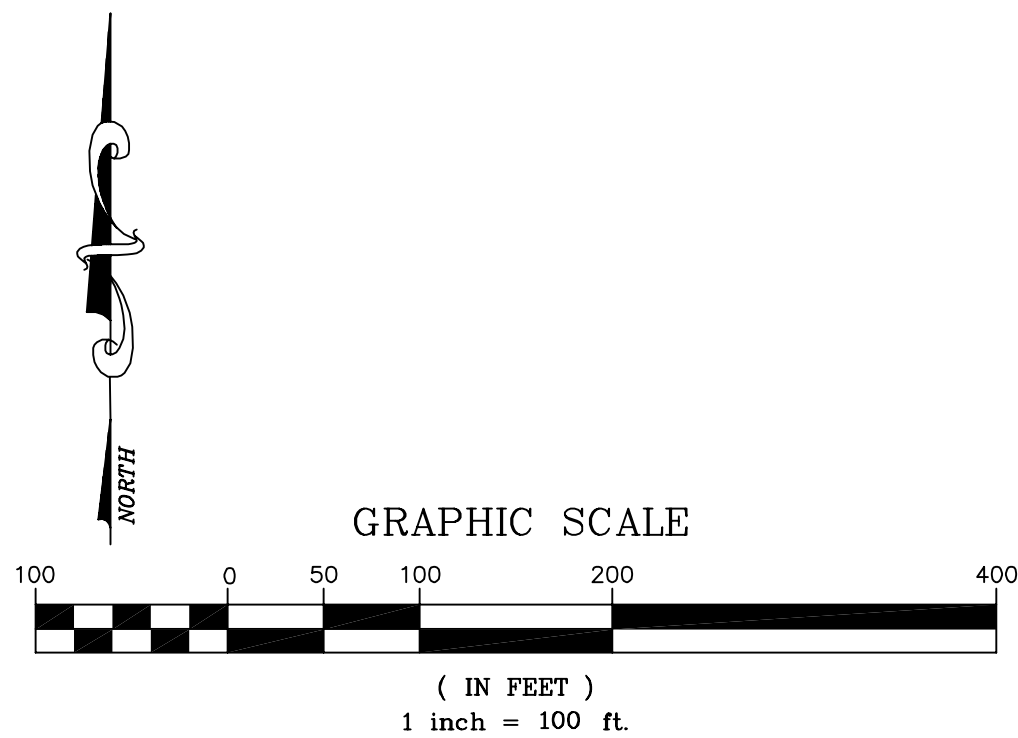 NORTH
GRAPHIC SCALE
100 0 50 100 200 400
( IN FEET )
1 inch = 100 ft.